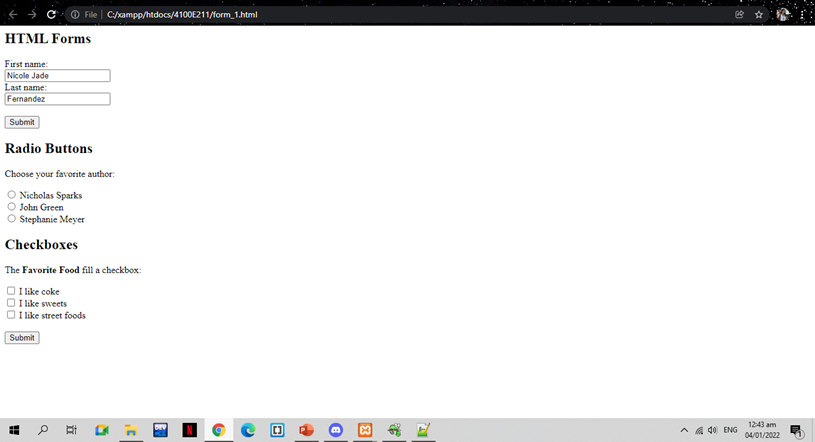 File
C:/xampp/htdocs/4100E211/form_1.html
HTML Forms
First name:
Nicole Jade
Last name:
Fernandez
Submit
Radio Buttons
Choose your favorite author:
Nicholas Sparks
John Green
Stephanie Meyer
Checkboxes
The Favorite Food fill a checkbox:
I like coke
I like sweets
I like street foods
Submit
DEV
N
ENG
12:43 am
04/01/2022
1